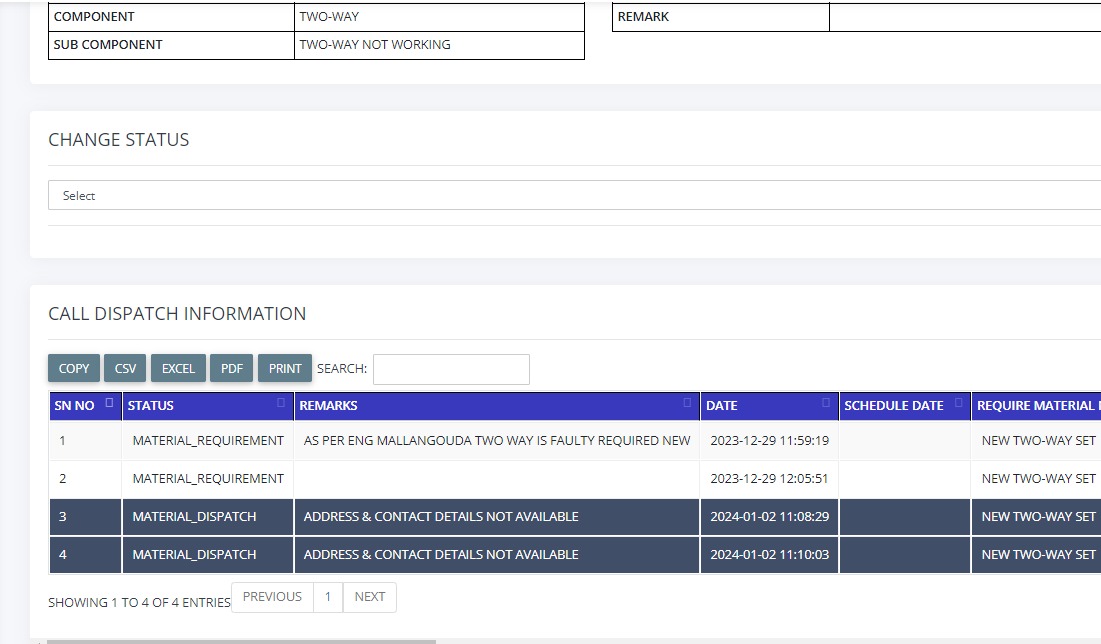 COMPONENT TWO-WAY REMARK
SUB COMPONENT TWO-WAY NOT WORKING
CHANGE STATUS
Select
CALL DISPATCH INFORMATION
COPY CSV EXCEL PDF PRINT SEARCH:
SN NO STATUS REMARKS DATE SCHEDULE DATE REQUIRE MATERIAL
1 MATERIAL_REQUIREMENT AS PER ENG MALLANGOUDA TWO WAY IS FAULTY REQUIRED NEW 2023-12-29 11:59:19 NEW TWO-WAY SET
2 MATERIAL_REQUIREMENT 2023-12-29 12:05:51 NEW TWO-WAY SET
3 MATERIAL_DISPATCH ADDRESS & CONTACT DETAILS NOT AVAILABLE 2024-01-02 11:08:29 NEW TWO-WAY SET
4 MATERIAL_DISPATCH ADDRESS & CONTACT DETAILS NOT AVAILABLE 2024-01-02 11:10:03 NEW TWO-WAY SET
SHOWING 1 TO 4 OF 4 ENTRIES PREVIOUS 1 NEXT